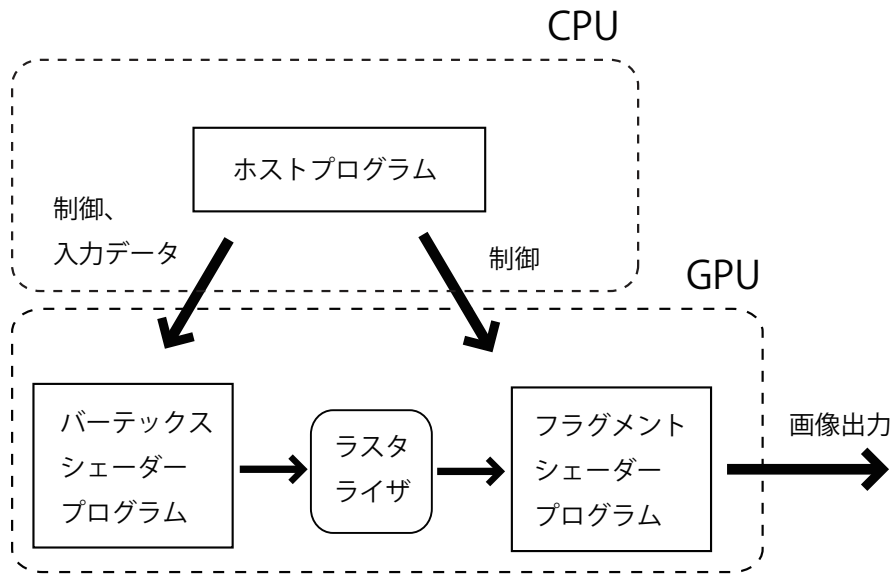 CPU
ホストプログラム
制御、
入力データ
制御
GPU
バーテックス
シェーダー
プログラム
ラスタ
ライザ
フラグメント
シェーダー
プログラム
画像出力